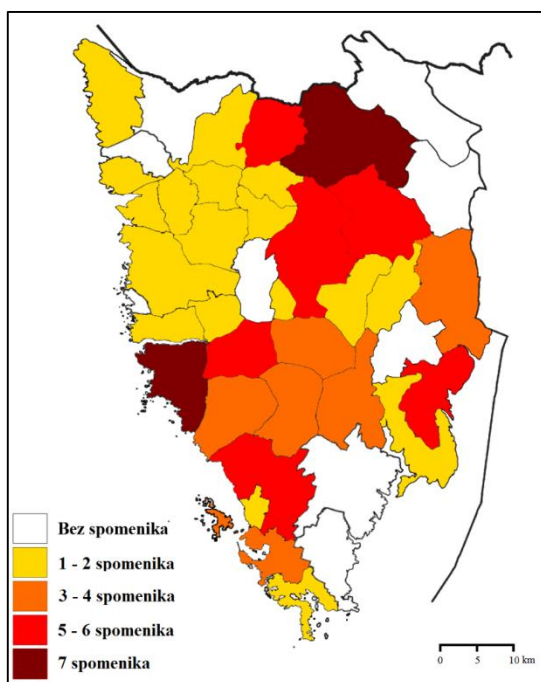 Bez spomenika
1 - 2 spomenika
3 - 4 spomenika
5 - 6 spomenika
7 spomenika
0 5 10 km